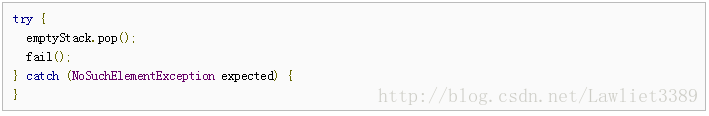 try {
  emptyStack.pop();
  fail();
} catch (NoSuchElementException expected) {
}
http://blog.csdn.net/Lawliet3389